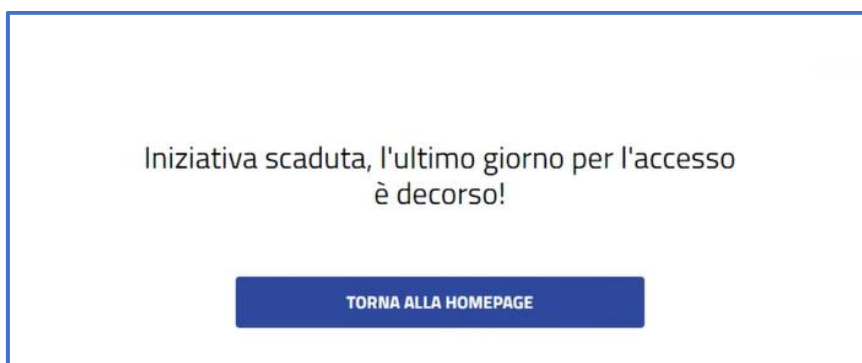 Iniziativa scaduta, l'ultimo giorno per l'accesso
è decorso!
TORNA ALLA HOMEPAGE